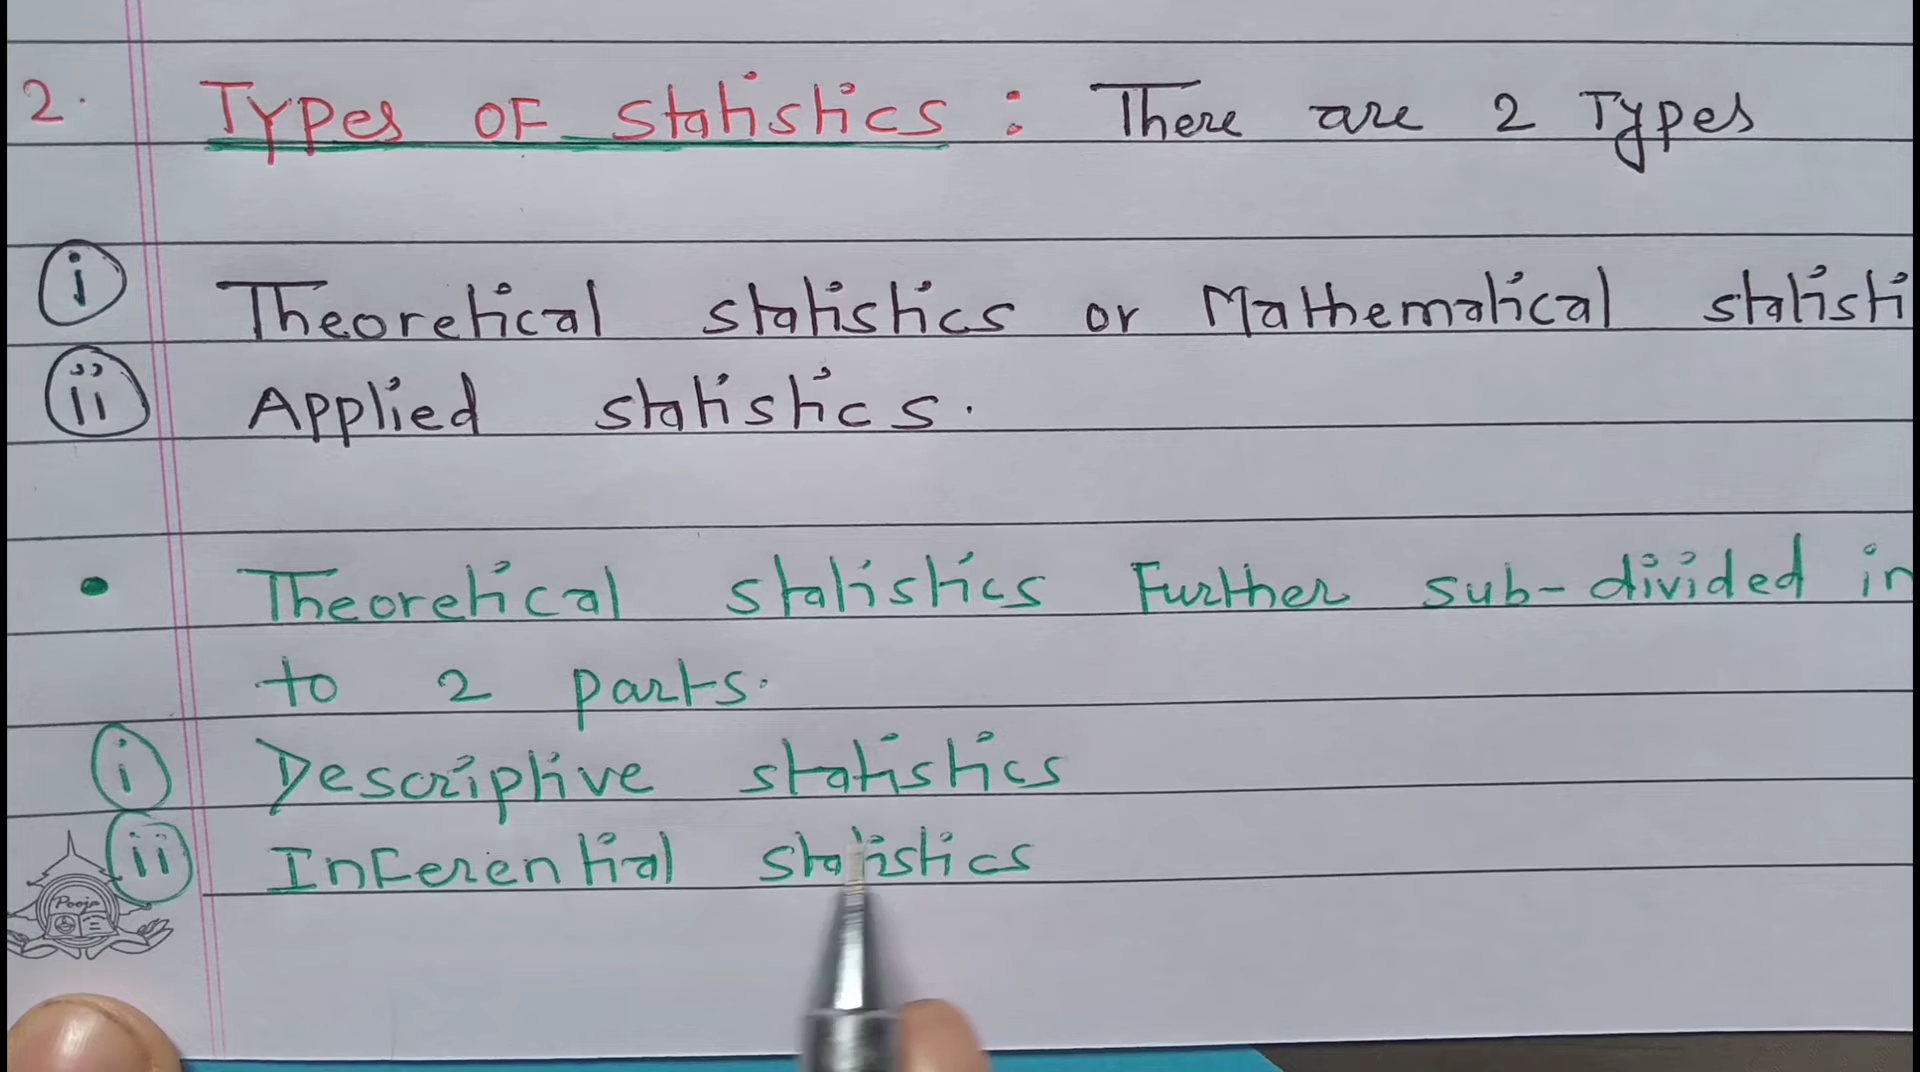 2. Types OF Statistics : There are 2 Types
i Theoretical statistics or Mathematical statisti
ii Applied statistics.
• Theoretical statistics Further sub-divided in
to 2 parts.
i Descriptive statistics
ii Inferential statistics
Pooja